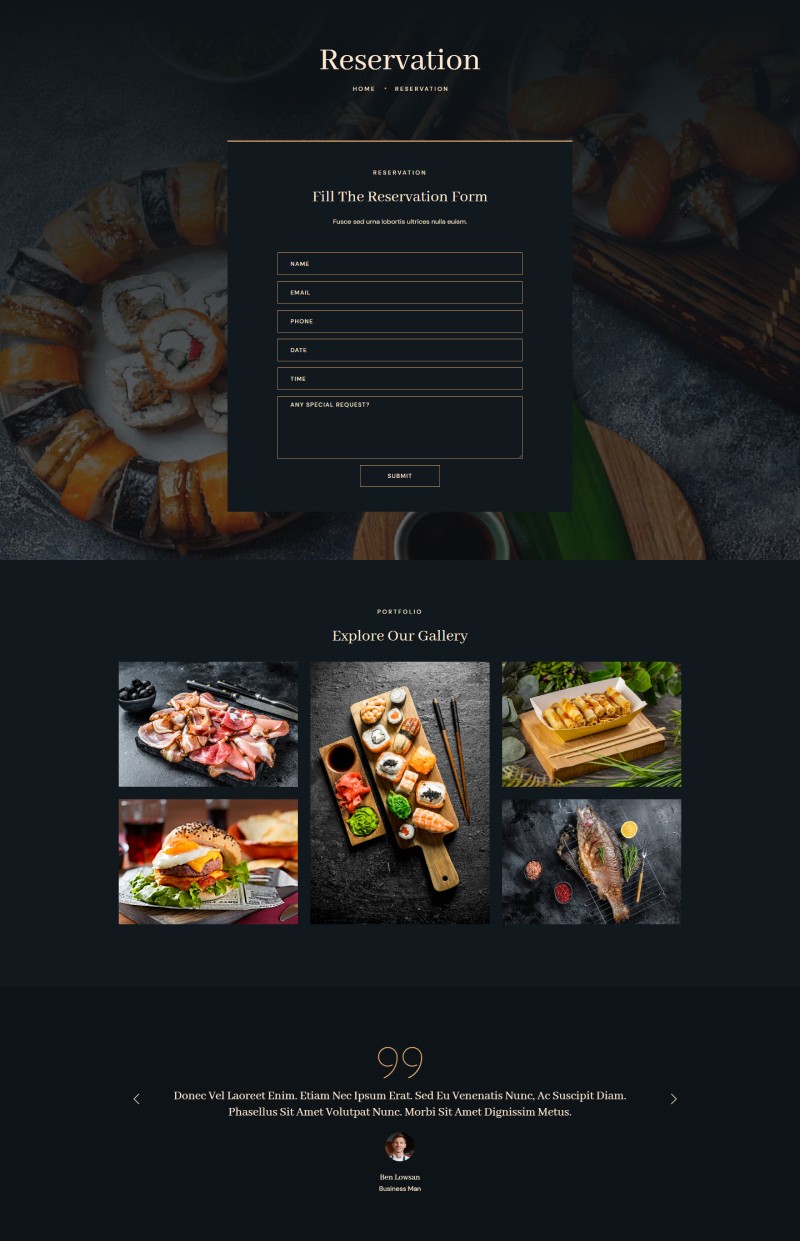 Reservation
HOME • RESERVATION
RESERVATION
Fill The Reservation Form
Fusce sed urna lobortis ultrices nulla euism.
NAME
EMAIL
PHONE
DATE
TIME
ANY SPECIAL REQUEST?
SUBMIT
PORTFOLIO
Explore Our Gallery
Donec Vel Laoreet Enim. Etiam Nec Ipsum Erat. Sed Eu Venenatis Nunc, Ac Suscipit Diam.
Phasellus Sit Amet Volutpat Nunc. Morbi Sit Amet Dignissim Metus.
Ben Lowsan
Business Man